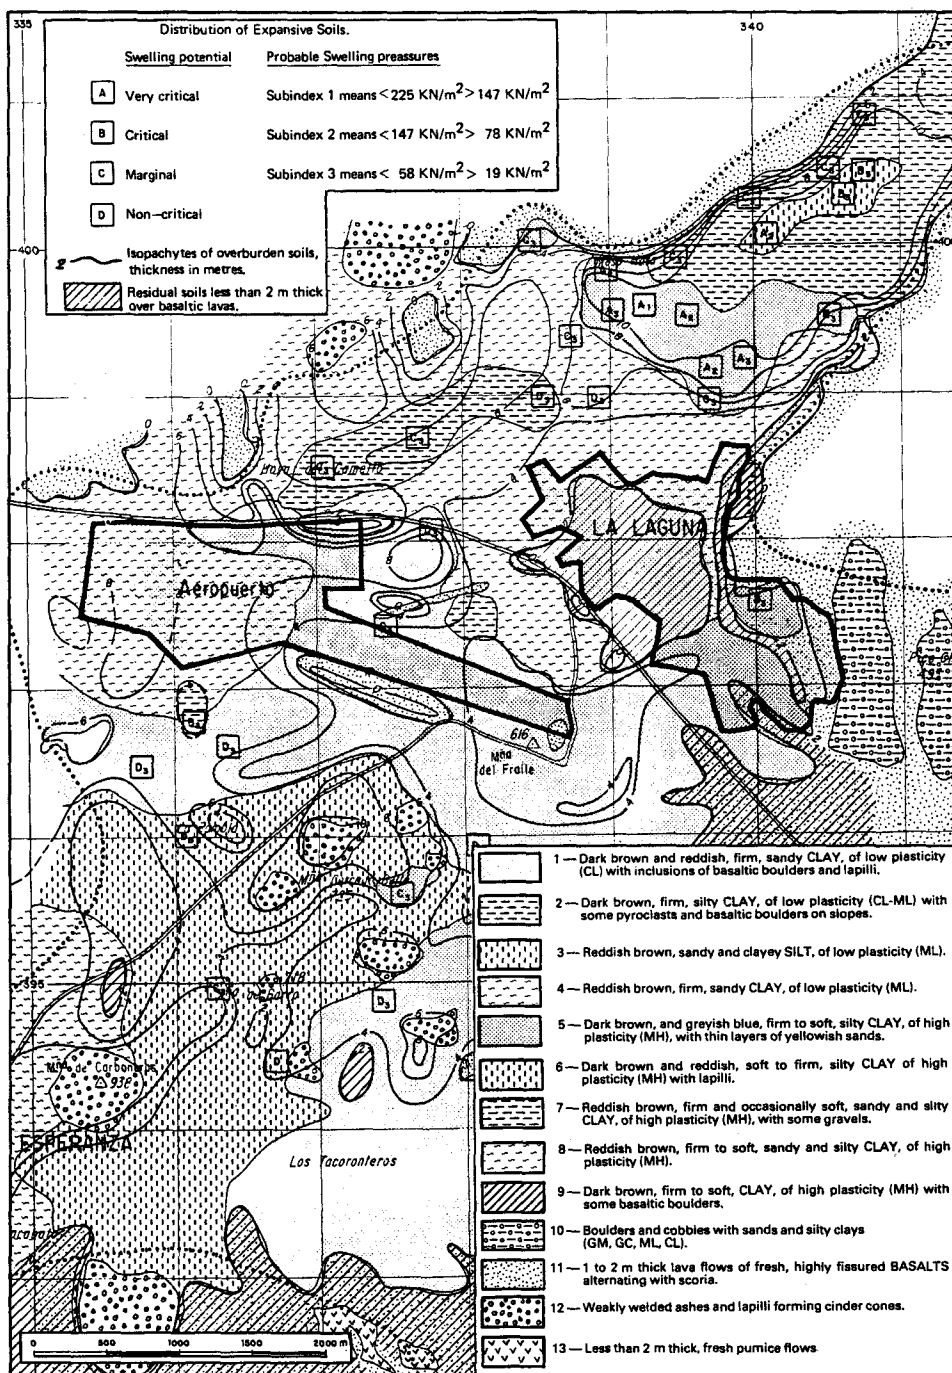 335
340
Distribution of Expansive Soils.
Swelling potential Probable Swelling preassures
A Very critical Subindex 1 means <225 KN/m² > 147 KN/m²
B Critical Subindex 2 means <147 KN/m² > 78 KN/m²
C Marginal Subindex 3 means < 58 KN/m² > 19 KN/m²
D Non-critical
Isopachytes of overburden soils,
thickness in metres.
Residual soils less than 2 m thick
over basaltic lavas.
400
A1
A2
A3
LA LAGUNA
Aeropuerto
616
Mña
del Fraile
D3
D3
C3
395
D3
Mña de Carboneros
938
ESPERANZA
Los Tacoronteros
0 500 1000 1500 2000 m
1 — Dark brown and reddish, firm, sandy CLAY, of low plasticity
(CL) with inclusions of basaltic boulders and lapilli.
2 — Dark brown, firm, silty CLAY, of low plasticity (CL-ML) with
some pyroclasts and basaltic boulders on slopes.
3 — Reddish brown, sandy and clayey SILT, of low plasticity (ML).
4 — Reddish brown, firm, sandy CLAY, of low plasticity (ML).
5 — Dark brown, and greyish blue, firm to soft, silty CLAY, of high
plasticity (MH), with thin layers of yellowish sands.
6 — Dark brown and reddish, soft to firm, silty CLAY of high
plasticity (MH) with lapilli.
7 — Reddish brown, firm and occasionally soft, sandy and silty
CLAY, of high plasticity (MH), with some gravels.
8 — Reddish brown, firm to soft, sandy and silty CLAY, of high
plasticity (MH).
9 — Dark brown, firm to soft, CLAY, of high plasticity (MH) with
some basaltic boulders.
10 — Boulders and cobbles with sands and silty clays
(GM, GC, ML, CL).
11 — 1 to 2 m thick lava flows of fresh, highly fissured BASALTS
alternating with scoria.
12 — Weakly welded ashes and lapilli forming cinder cones.
13 — Less than 2 m thick, fresh pumice flows